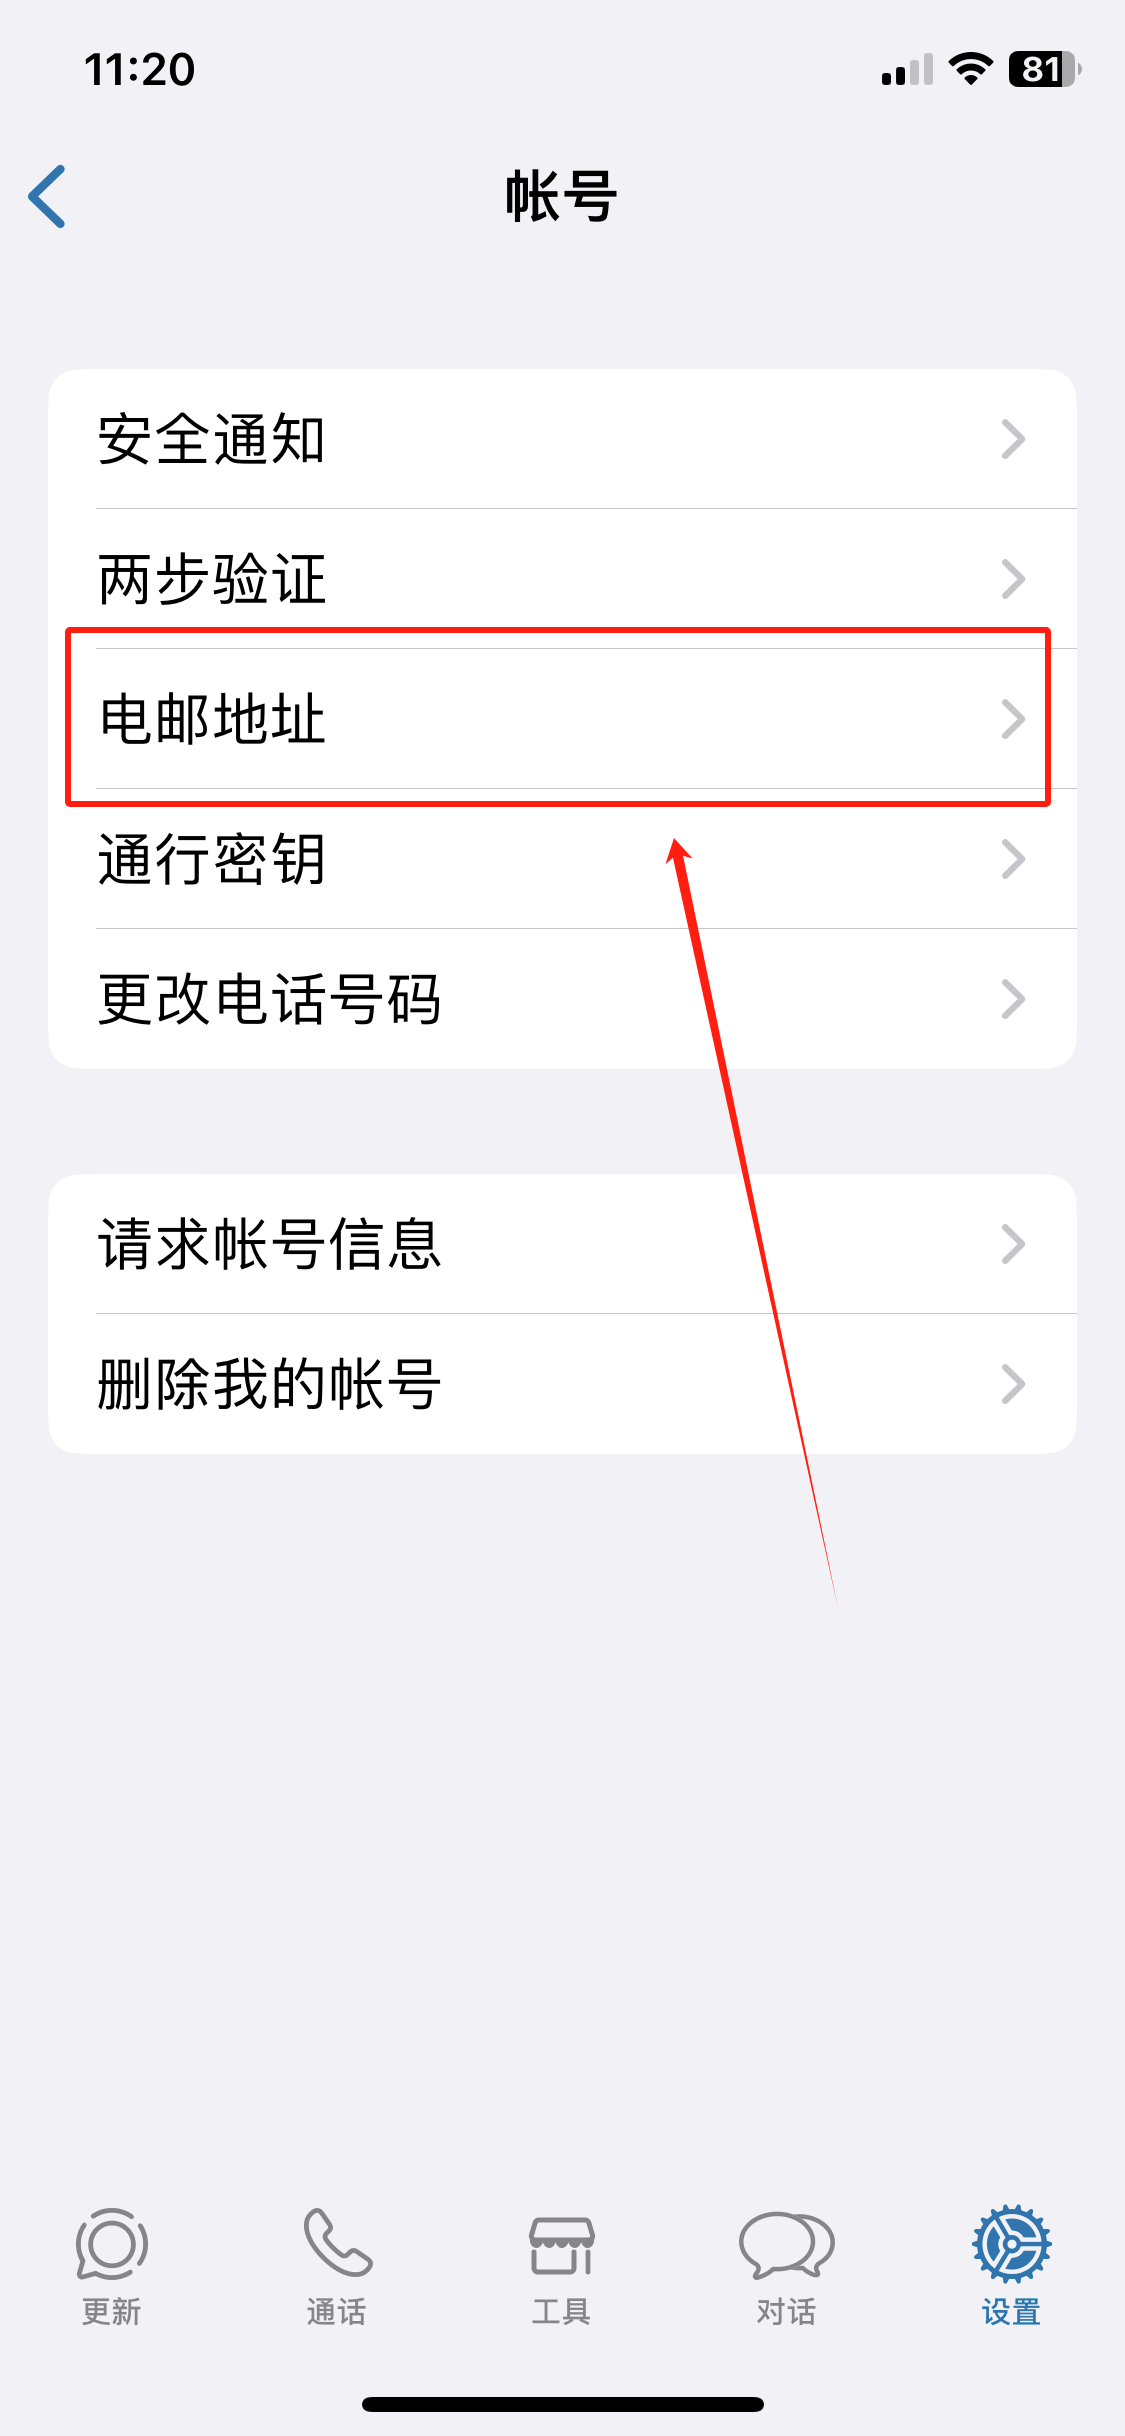 11:20
81
帐号
安全通知
两步验证
电邮地址
通行密钥
更改电话号码
请求帐号信息
删除我的帐号
更新
通话
工具
对话
设置